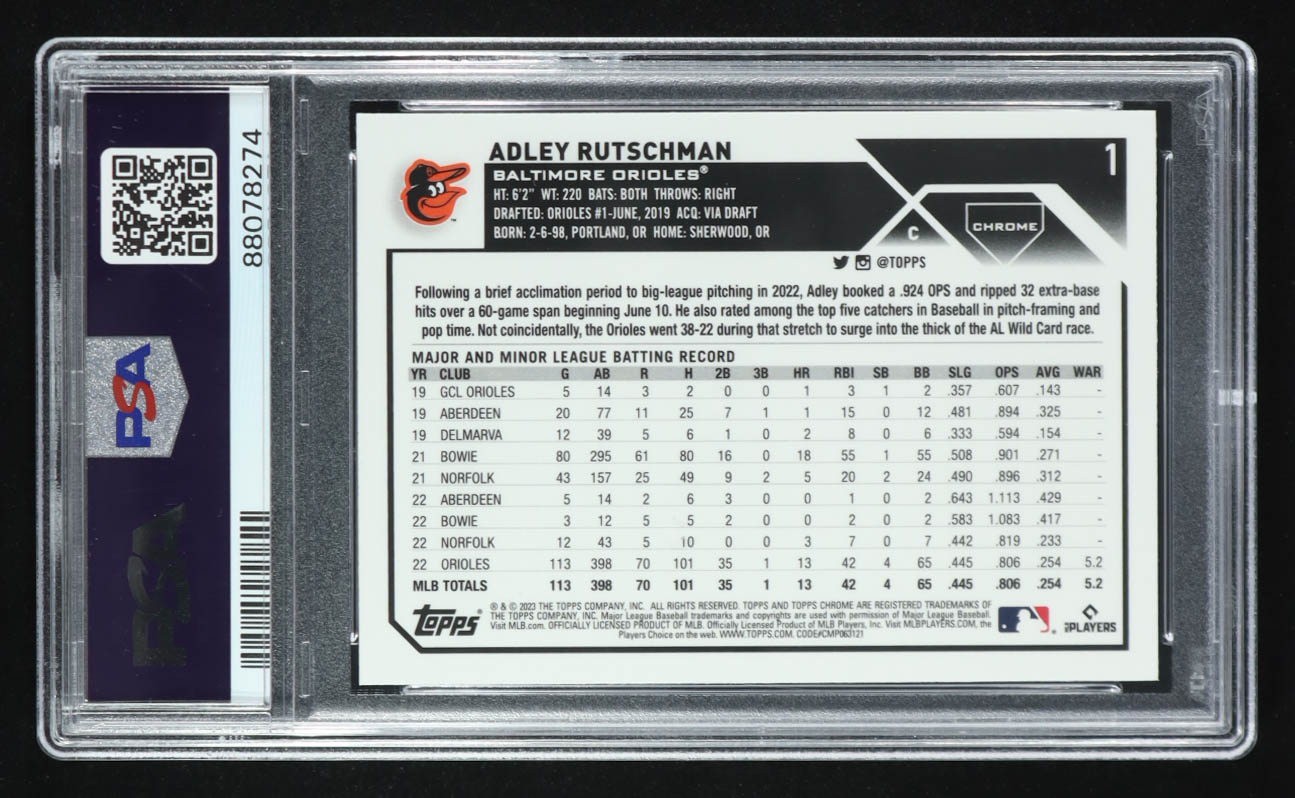 88078274
PSA
PSA
ADLEY RUTSCHMAN
BALTIMORE ORIOLES®
HT: 6'2" WT: 220 BATS: BOTH THROWS: RIGHT
DRAFTED: ORIOLES #1-JUNE, 2019 ACQ: VIA DRAFT
BORN: 2-6-98, PORTLAND, OR HOME: SHERWOOD, OR
1
C
CHROME
@TOPPS
Following a brief acclimation period to big-league pitching in 2022, Adley booked a .924 OPS and ripped 32 extra-base
hits over a 60-game span beginning June 10. He also rated among the top five catchers in Baseball in pitch-framing and
pop time. Not coincidentally, the Orioles went 38-22 during that stretch to surge into the thick of the AL Wild Card race.
MAJOR AND MINOR LEAGUE BATTING RECORD
YR CLUB G AB R H 2B 3B HR RBI SB BB SLG OPS AVG WAR
19 GCL ORIOLES 5 14 3 2 0 0 1 3 1 2 .357 .607 .143 -
19 ABERDEEN 20 77 11 25 7 1 1 15 0 12 .481 .894 .325 -
19 DELMARVA 12 39 5 6 1 0 2 8 0 6 .333 .594 .154 -
21 BOWIE 80 295 61 80 16 0 18 55 1 55 .508 .901 .271 -
21 NORFOLK 43 157 25 49 9 2 5 20 2 24 .490 .896 .312 -
22 ABERDEEN 5 14 2 6 3 0 0 1 0 2 .643 1.113 .429 -
22 BOWIE 3 12 5 5 2 0 0 2 0 2 .583 1.083 .417 -
22 NORFOLK 12 43 5 10 0 0 3 7 0 7 .442 .819 .233 -
22 ORIOLES 113 398 70 101 35 1 13 42 4 65 .445 .806 .254 5.2
MLB TOTALS 113 398 70 101 35 1 13 42 4 65 .445 .806 .254 5.2
Topps®
® & © 2023 THE TOPPS COMPANY, INC. ALL RIGHTS RESERVED. TOPPS AND TOPPS CHROME ARE REGISTERED TRADEMARKS OF
THE TOPPS COMPANY, INC. Major League Baseball trademarks and copyrights are used with permission of Major League Baseball.
Visit MLB.com. OFFICIALLY LICENSED PRODUCT OF MLB Players, Inc. Visit MLBPLAYERS.COM, the
Players Choice on the web. WWW.TOPPS.COM. CODE#CMP063121
PLAYERS